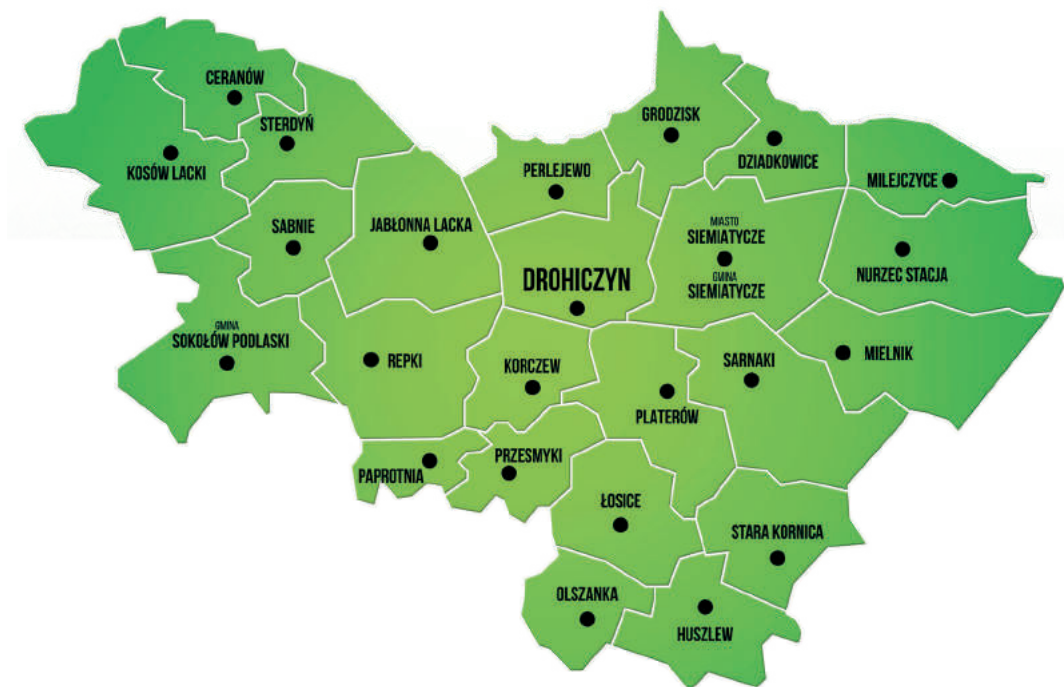 CERANÓW
STERDYŃ
KOSÓW LACKI
GRODZISK
DZIADKOWICE
PERLEJEWO
MILEJCZYCE
SABNIE
JABŁONNA LACKA
MIASTO
SIEMIATYCZE
GMINA
SIEMIATYCZE
NURZEC STACJA
DROHICZYN
GMINA
SOKOŁÓW PODLASKI
REPKI
KORCZEW
SARNAKI
MIELNIK
PLATERÓW
PAPROTNIA
PRZESMYKI
ŁOSICE
STARA KORNICA
OLSZANKA
HUSZLEW